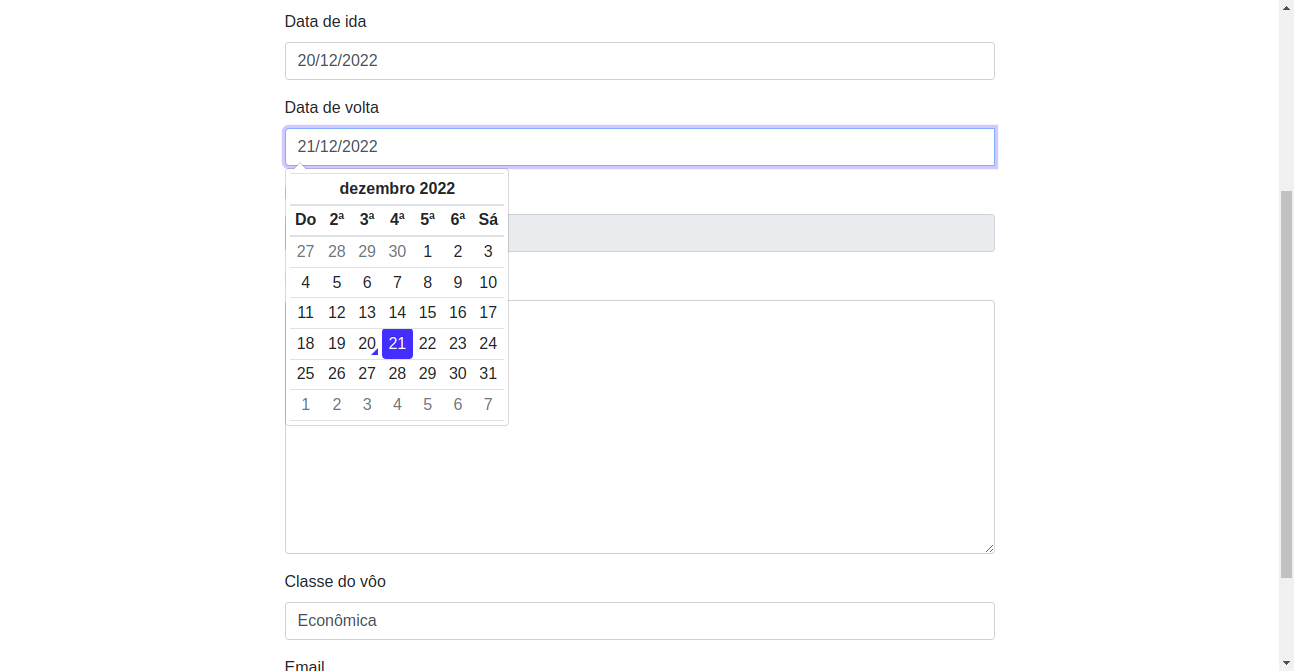 Data de ida
20/12/2022
Data de volta
21/12/2022
dezembro 2022
Do 2ª 3ª 4ª 5ª 6ª Sá
27 28 29 30 1 2 3
4 5 6 7 8 9 10
11 12 13 14 15 16 17
18 19 20 21 22 23 24
25 26 27 28 29 30 31
1 2 3 4 5 6 7
Classe do vôo
Econômica
Email